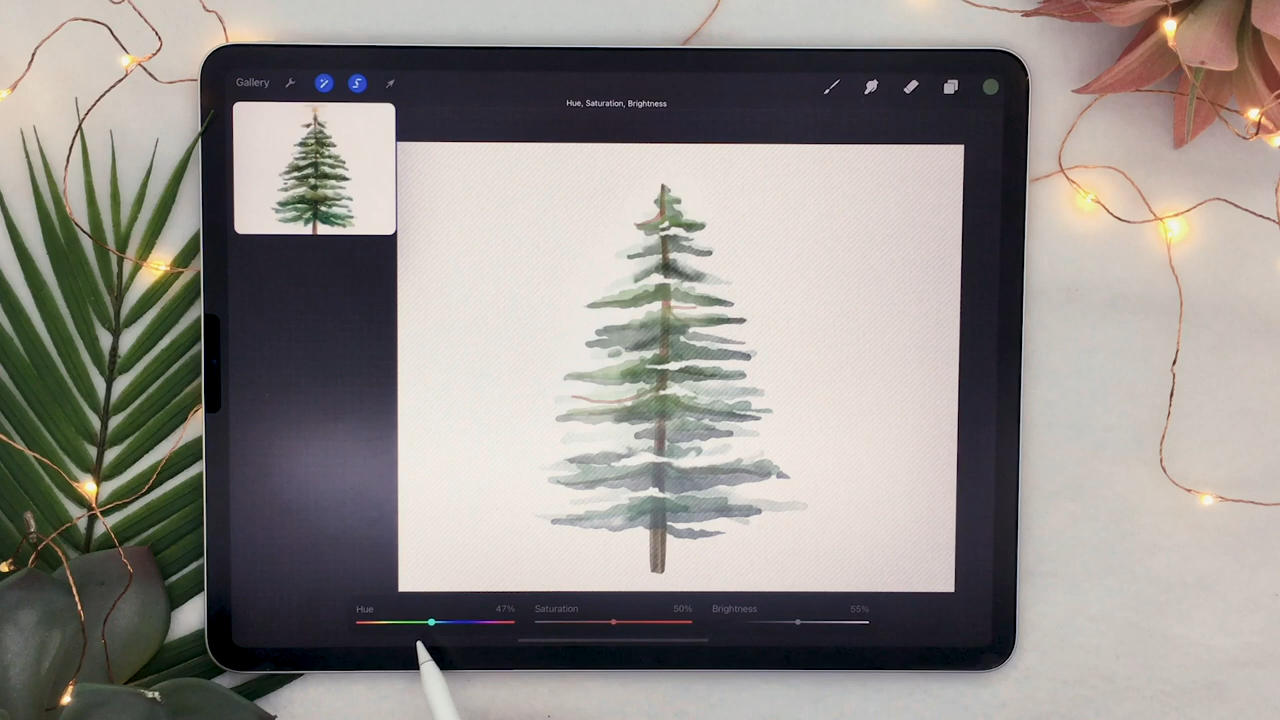 Gallery
Hue, Saturation, Brightness
Hue 47% Saturation 50% Brightness 55%